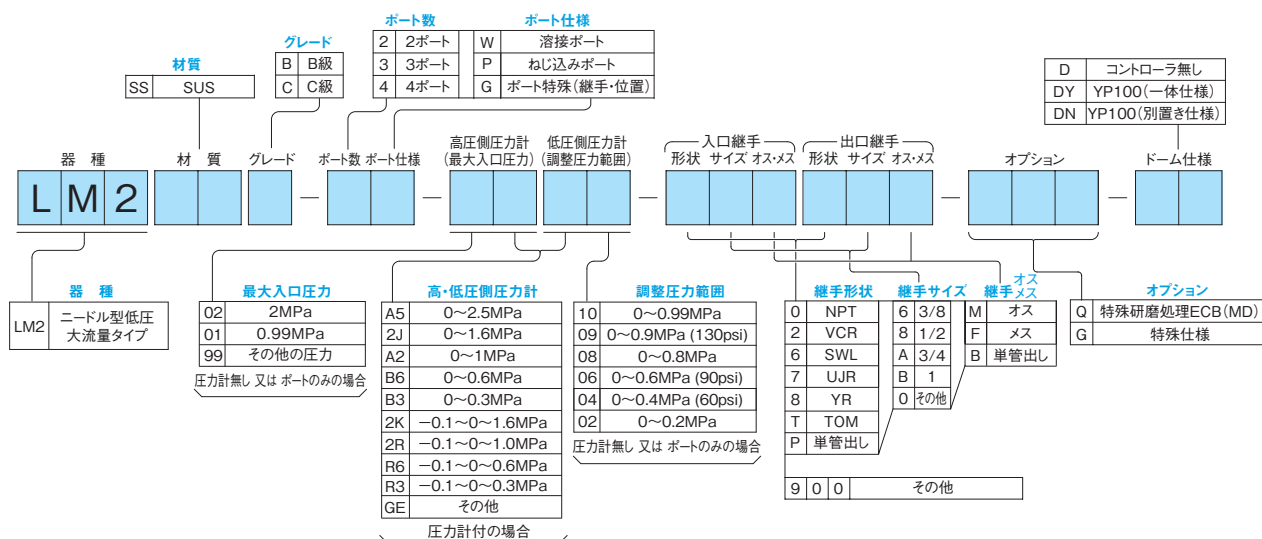 ポート数
ポート仕様
2 2ポート
3 3ポート
4 4ポート
W 溶接ポート
P ねじ込みポート
G ポート特殊(継手・位置)
グレード
B B級
C C級
材質
SS SUS
D コントローラ無し
DY YP100(一体仕様)
DN YP100(別置き仕様)
器 種
材 質
グレード
ポート数
ポート仕様
高圧側圧力計
(最大入口圧力)
低圧側圧力計
(調整圧力範囲)
入口継手
形状 サイズ オス・メス
出口継手
形状 サイズ オス・メス
オプション
ドーム仕様
L M 2 ー ー ー ー ー
器 種
LM2 ニードル型低圧
大流量タイプ
最大入口圧力
02 2MPa
01 0.99MPa
99 その他の圧力
圧力計無し 又は ポートのみの場合
高・低圧側圧力計
A5 0〜2.5MPa
2J 0〜1.6MPa
A2 0〜1MPa
B6 0〜0.6MPa
B3 0〜0.3MPa
2K −0.1〜0〜1.6MPa
2R −0.1〜0〜1.0MPa
R6 −0.1〜0〜0.6MPa
R3 −0.1〜0〜0.3MPa
GE その他
圧力計付の場合
調整圧力範囲
10 0〜0.99MPa
09 0〜0.9MPa (130psi)
08 0〜0.8MPa
06 0〜0.6MPa (90psi)
04 0〜0.4MPa (60psi)
02 0〜0.2MPa
圧力計無し 又は ポートのみの場合
継手形状
0 NPT
2 VCR
6 SWL
7 UJR
8 YR
T TOM
P 単管出し
9 0 0 その他
継手サイズ
6 3/8
8 1/2
A 3/4
B 1
0 その他
継手 オス
メス
M オス
F メス
B 単管出し
オプション
Q 特殊研磨処理ECB(MD)
G 特殊仕様